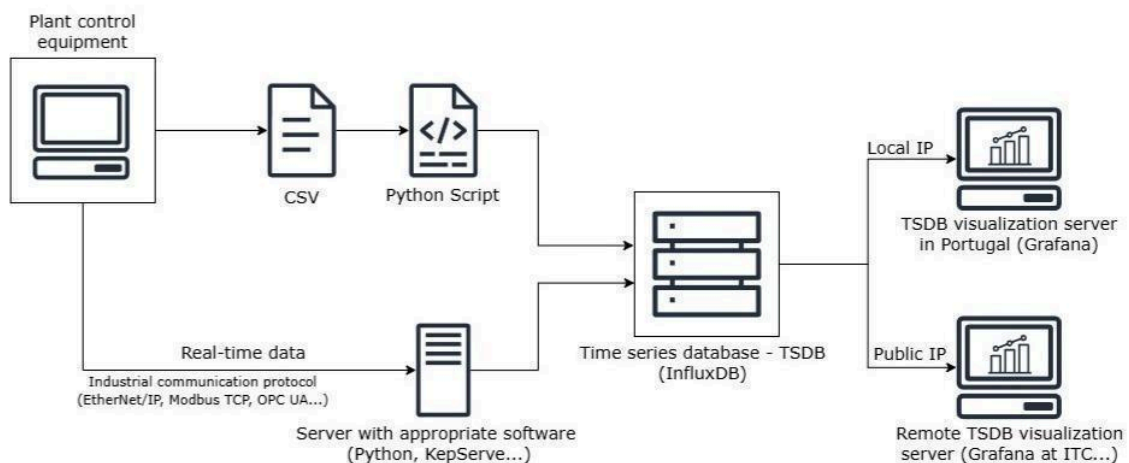 Plant control
equipment
CSV
</>
Python Script
Local IP
TSDB visualization server
in Portugal (Grafana)
Real-time data
Industrial communication protocol
(EtherNet/IP, Modbus TCP, OPC UA...)
Server with appropriate software
(Python, KepServe...)
Time series database - TSDB
(InfluxDB)
Public IP
Remote TSDB visualization
server (Grafana at ITC...)